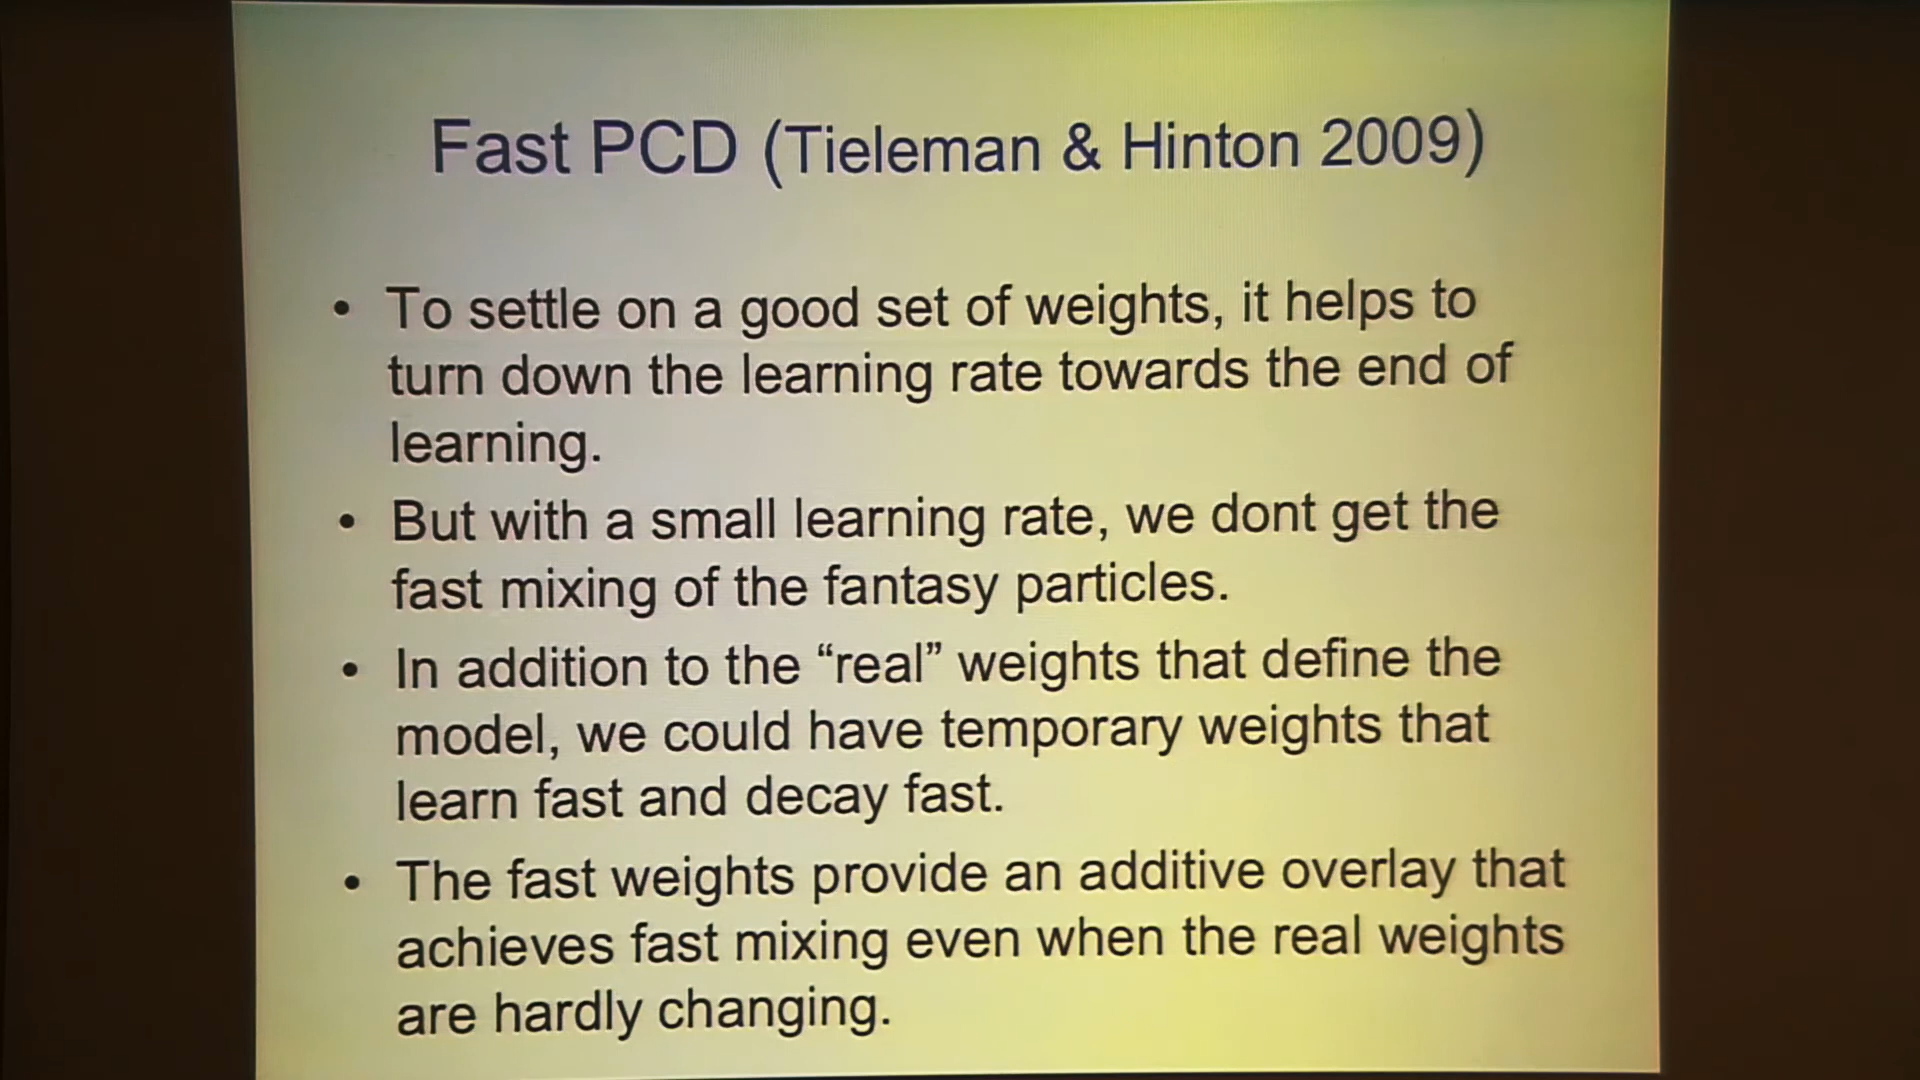 Fast PCD (Tieleman & Hinton 2009)
• To settle on a good set of weights, it helps to
turn down the learning rate towards the end of
learning.
• But with a small learning rate, we dont get the
fast mixing of the fantasy particles.
• In addition to the “real” weights that define the
model, we could have temporary weights that
learn fast and decay fast.
• The fast weights provide an additive overlay that
achieves fast mixing even when the real weights
are hardly changing.